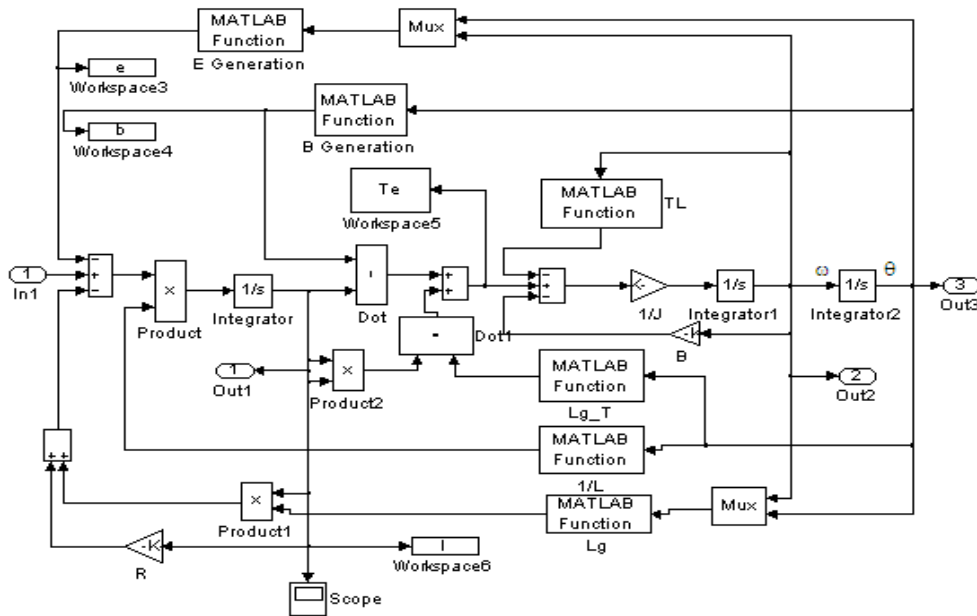 MATLAB
Function
E Generation
Mux
e
Workspace3
MATLAB
Function
B Generation
b
Workspace4
Te
Workspace5
MATLAB
Function
TL
1
In1
−
+
−
×
Product
1/s
Integrator
Dot
+
+
−
+
−
1/J
1/s
Integrator1
ω
1/s
Integrator2
θ
3
Out3
Dot1
-K
B
1
Out1
×
Product2
MATLAB
Function
Lg_T
2
Out2
+ +
MATLAB
Function
1/L
×
Product1
MATLAB
Function
Lg
Mux
-K
R
I
Workspace6
Scope